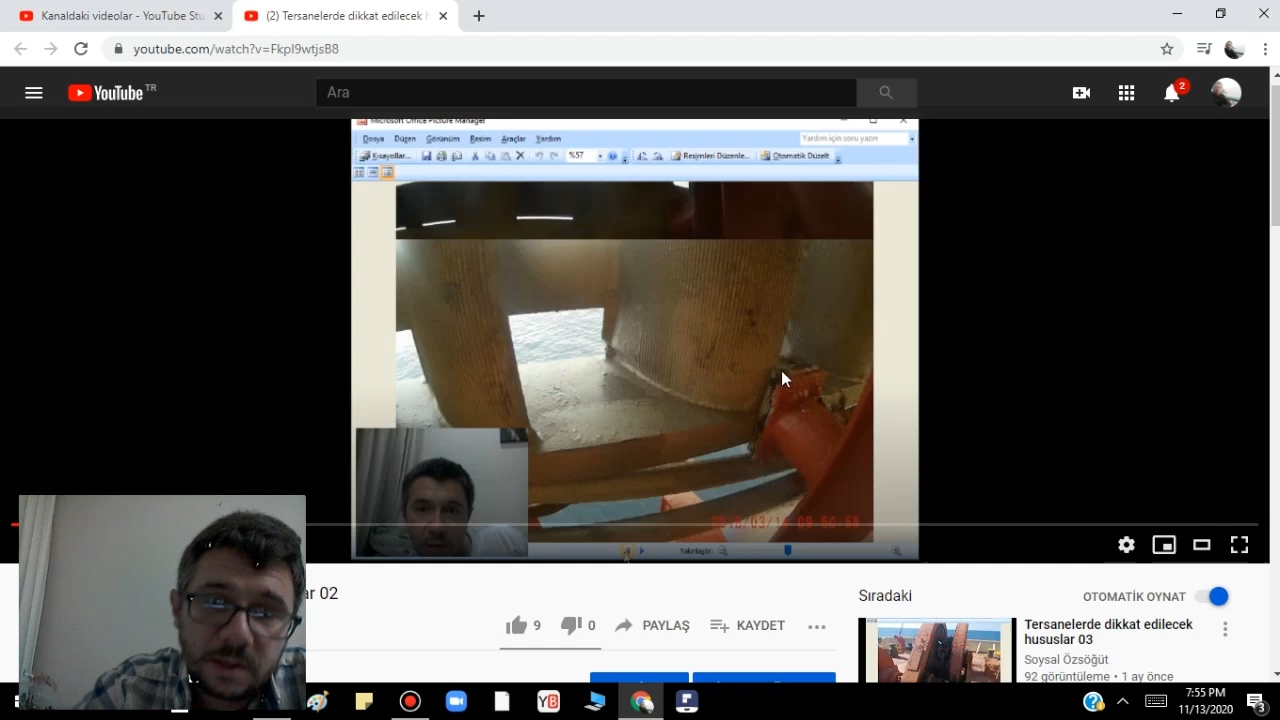 Kanaldaki videolar - YouTube Stu
(2) Tersanelerde dikkat edilecek h
youtube.com/watch?v=FkpI9wtjsB8
YouTube TR
Ara
2
Microsoft Office Picture Manager
Dosya Düzen Görünüm Resim Araçlar Yardım
Yardım için soru yazın
Kısayollar...
%57
Resimleri Düzenle...
Otomatik Düzelt
Yakınlaştır:
ar 02
9
0
PAYLAŞ
KAYDET
Sıradaki
OTOMATİK OYNAT
Tersanelerde dikkat edilecek
hususlar 03
Soysal Özsöğüt
92 görüntüleme • 1 ay önce
7:55 PM
11/13/2020
3